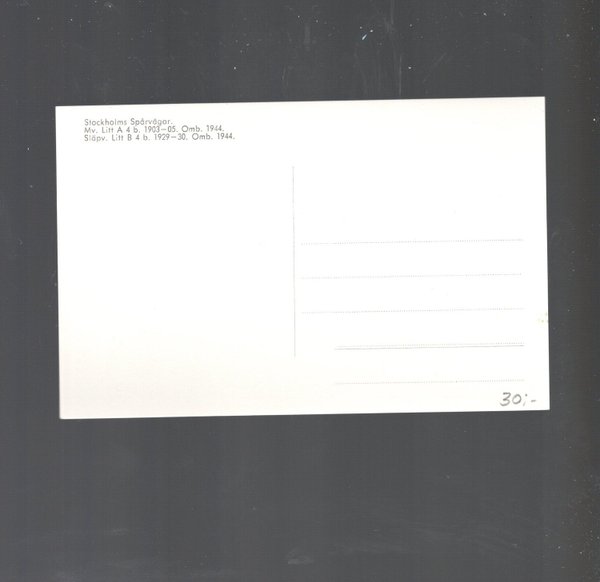 Stockholms Spårvägar.
Mv. Litt A 4 b. 1903—05. Omb. 1944.
Släpv. Litt B 4 b. 1929—30. Omb. 1944.
30:-